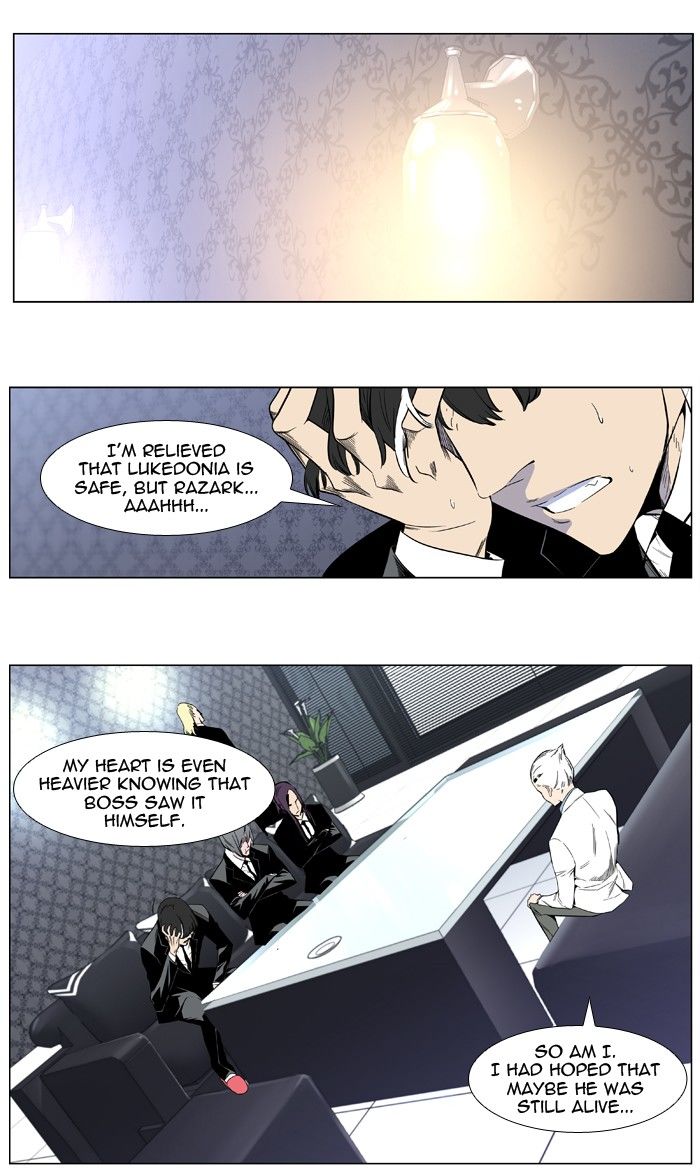 I'M RELIEVED
THAT LUKEDONIA IS
SAFE, BUT RAZARK...
AAAHHH...
MY HEART IS EVEN
HEAVIER KNOWING THAT
BOSS SAW IT
HIMSELF.
SO AM I.
I HAD HOPED THAT
MAYBE HE WAS
STILL ALIVE...